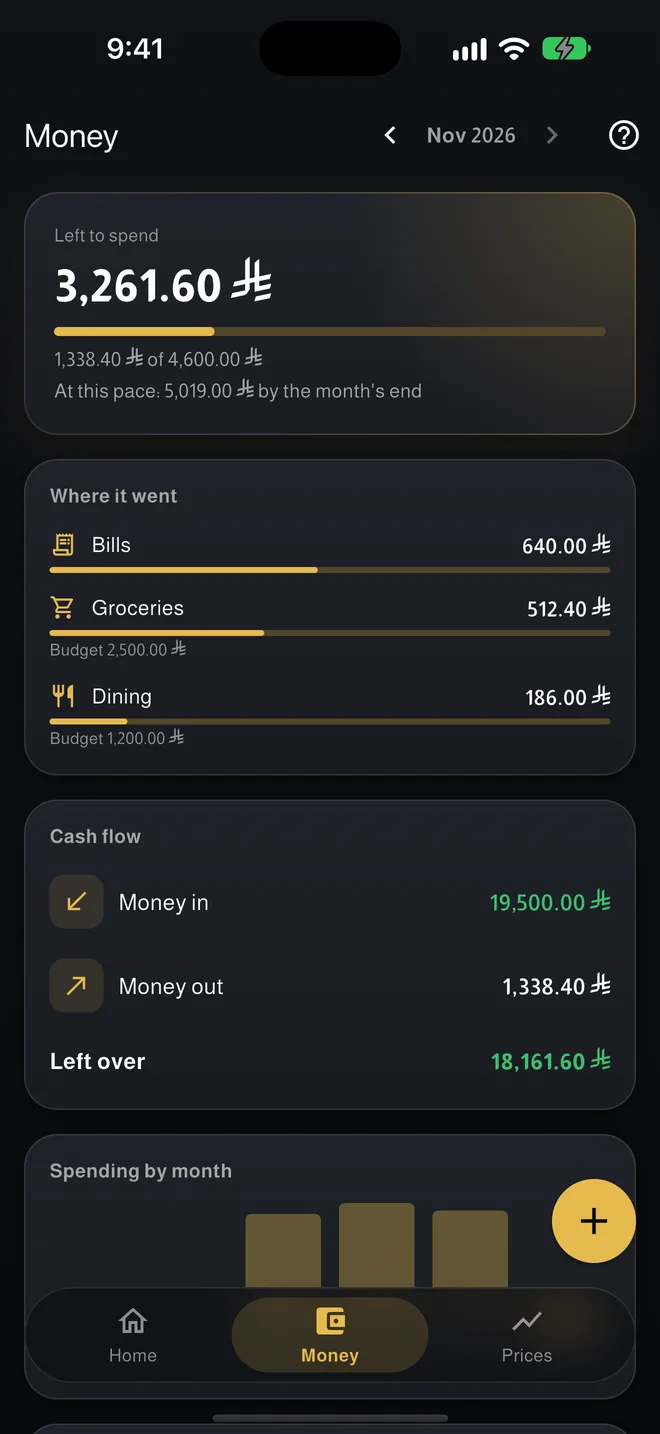 9:41
Money
Nov 2026
Left to spend
3,261.60 ⃁
1,338.40 ⃁ of 4,600.00 ⃁
At this pace: 5,019.00 ⃁ by the month's end
Where it went
Bills 640.00 ⃁
Groceries 512.40 ⃁
Budget 2,500.00 ⃁
Dining 186.00 ⃁
Budget 1,200.00 ⃁
Cash flow
Money in 19,500.00 ⃁
Money out 1,338.40 ⃁
Left over 18,161.60 ⃁
Spending by month
Home Money Prices